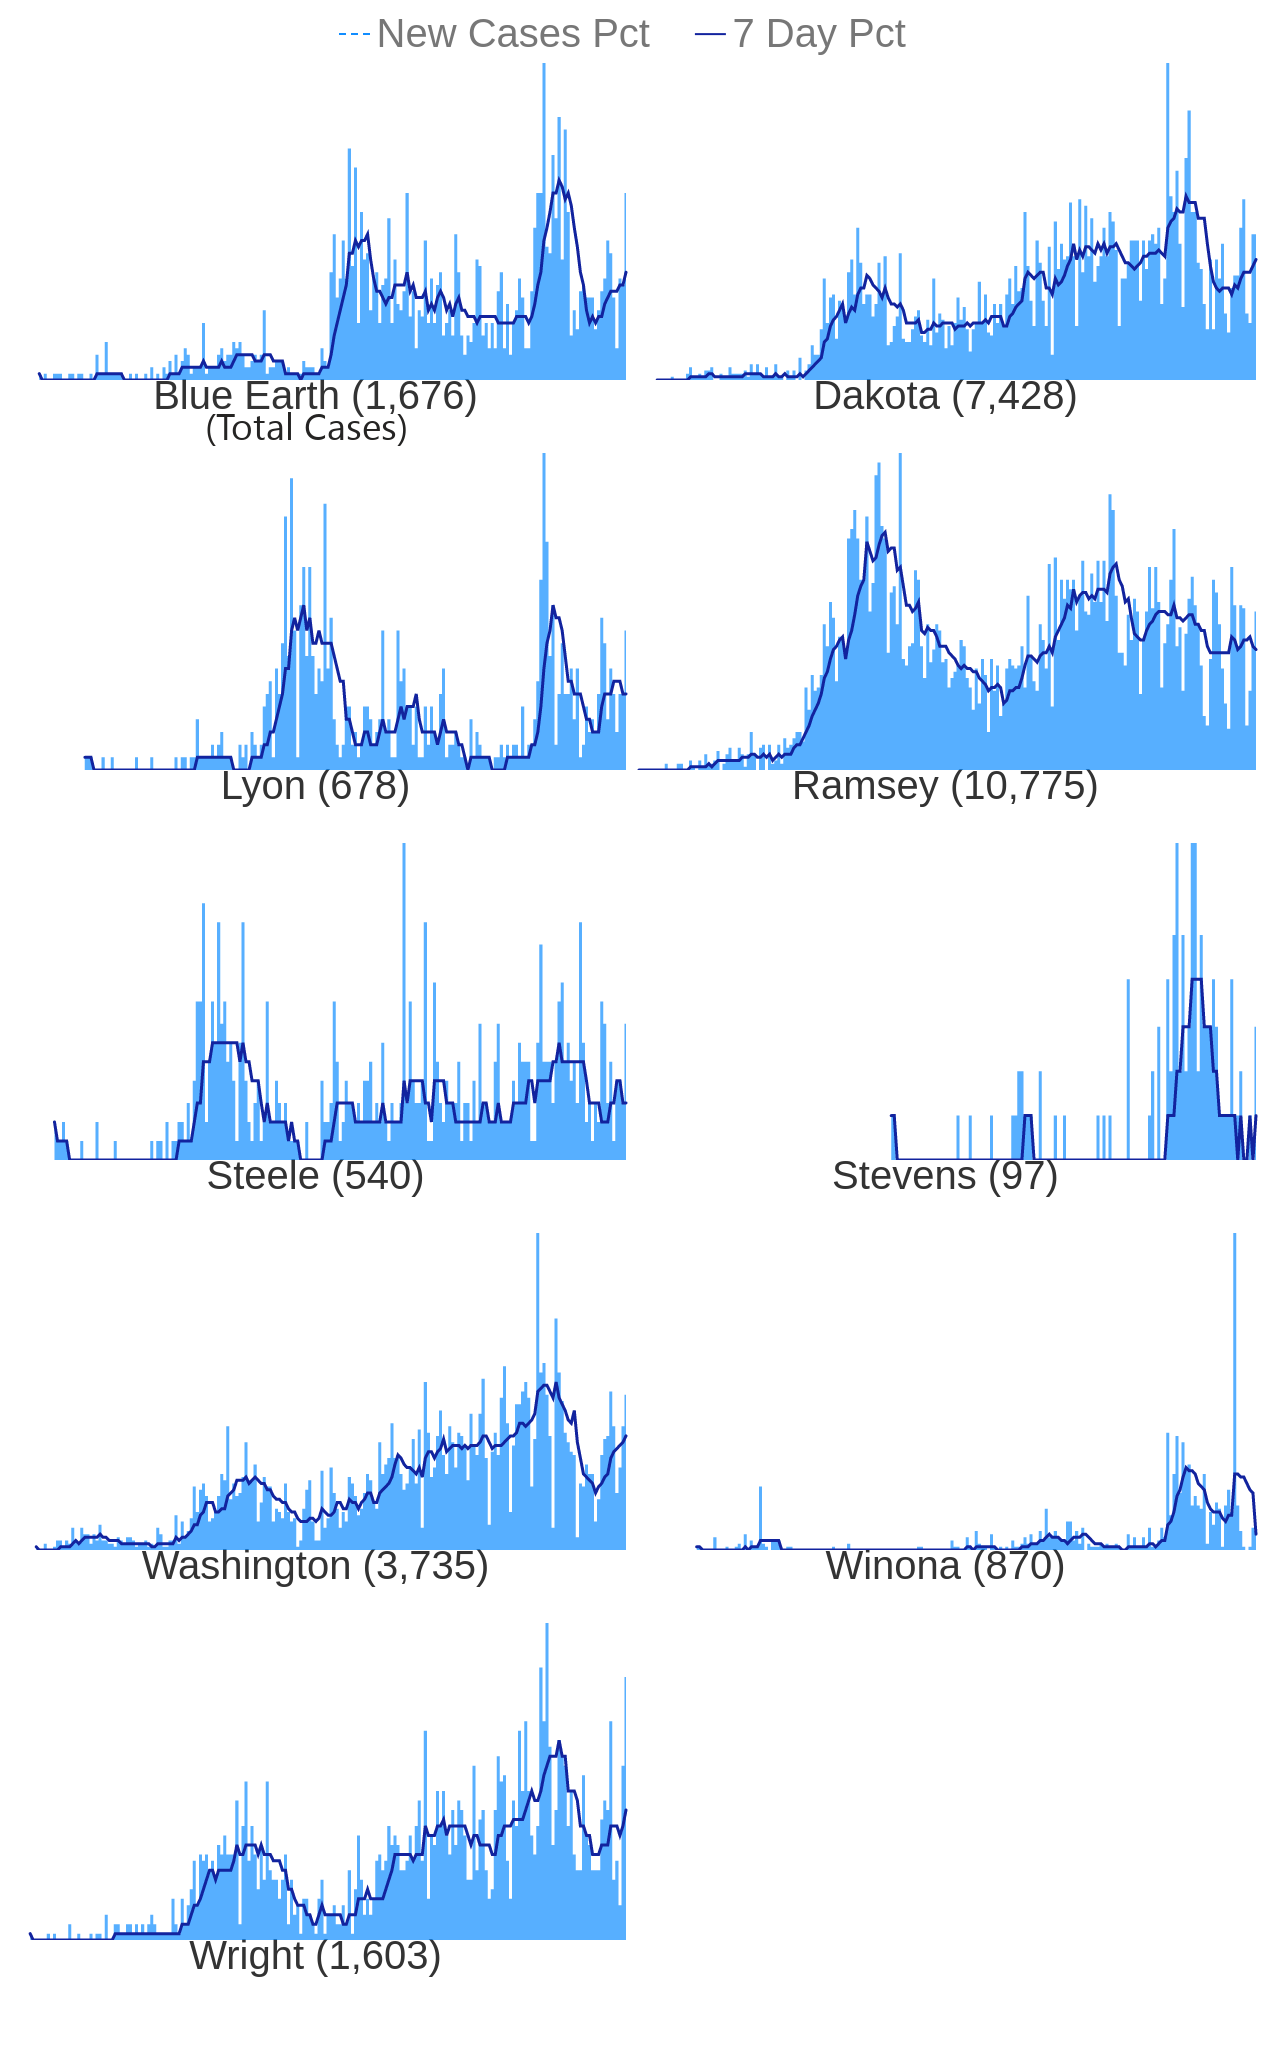 New Cases Pct 7 Day Pct
Blue Earth (1,676) Dakota (7,428)
(Total Cases)
Lyon (678) Ramsey (10,775)
Steele (540) Stevens (97)
Washington (3,735) Winona (870)
Wright (1,603)